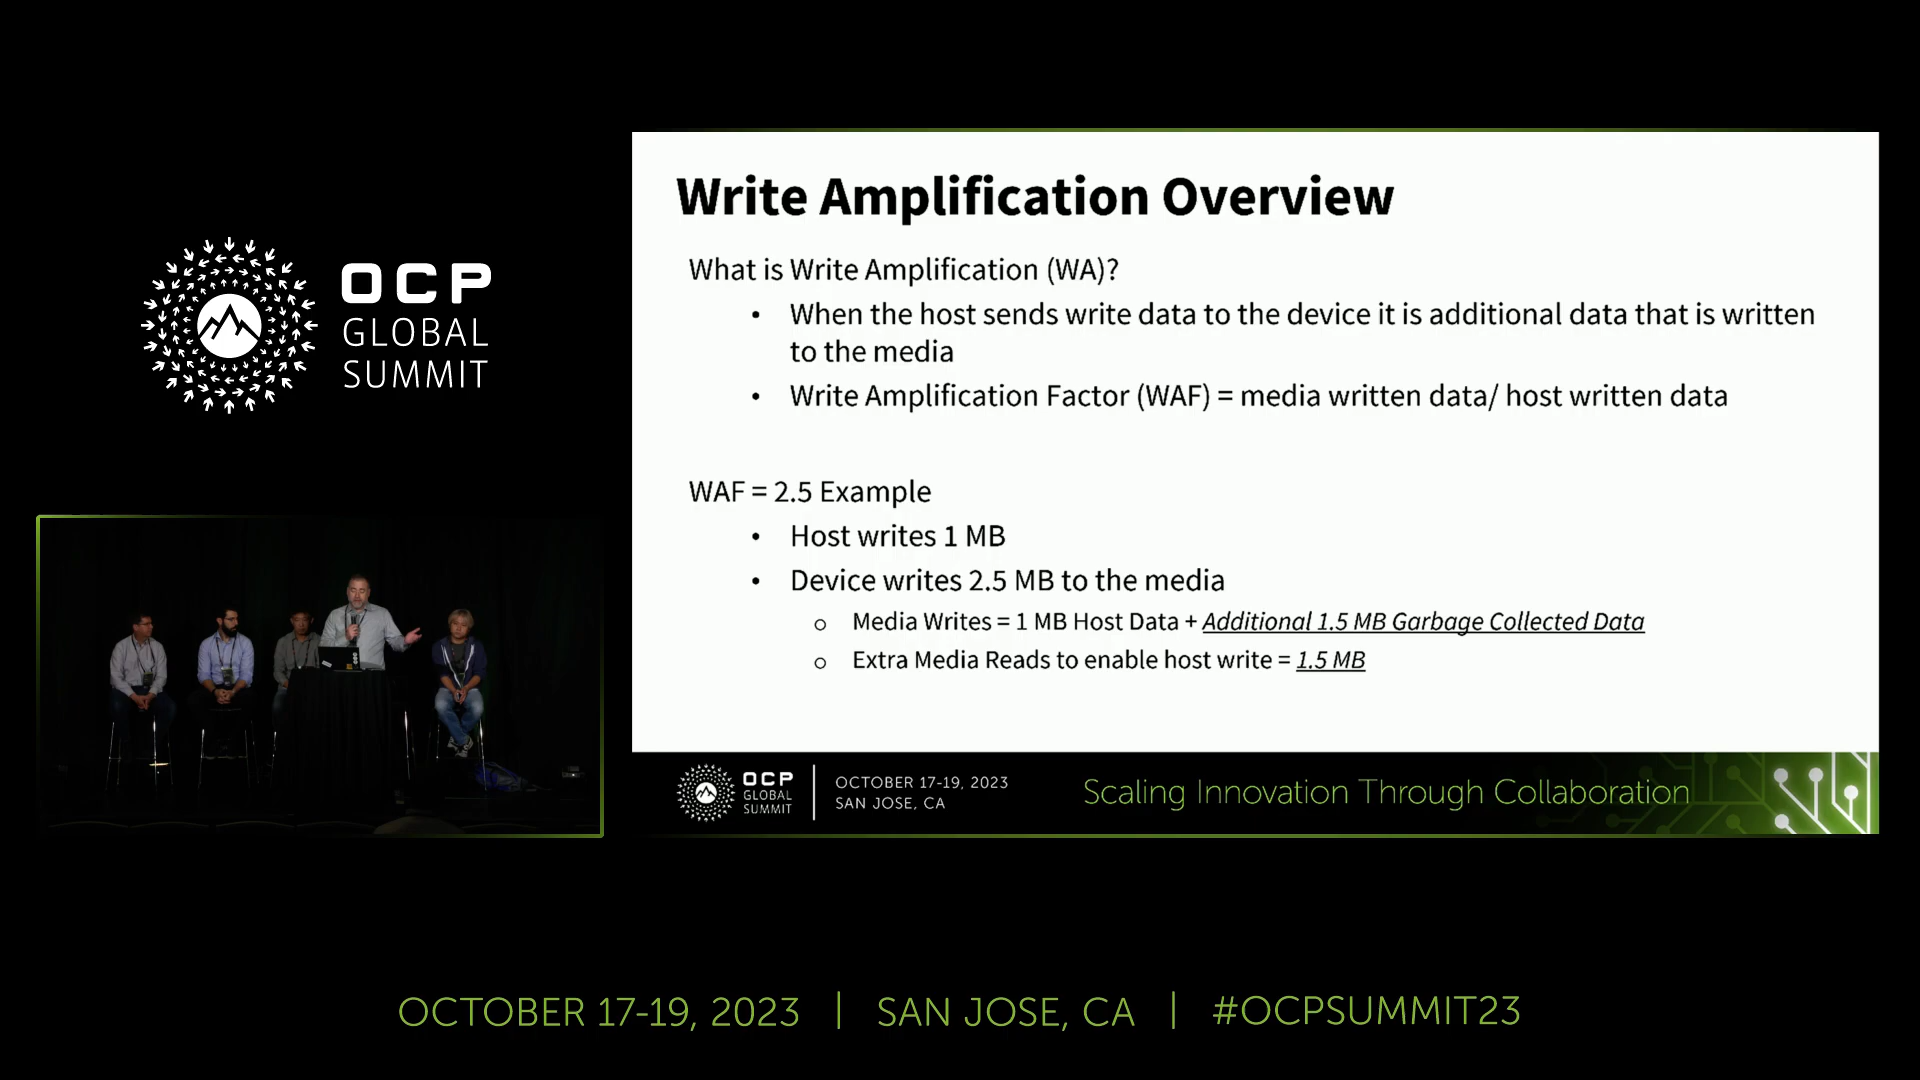 OCP
GLOBAL
SUMMIT
Write Amplification Overview
What is Write Amplification (WA)?
• When the host sends write data to the device it is additional data that is written
to the media
• Write Amplification Factor (WAF) = media written data/ host written data
WAF = 2.5 Example
• Host writes 1 MB
• Device writes 2.5 MB to the media
o Media Writes = 1 MB Host Data + Additional 1.5 MB Garbage Collected Data
o Extra Media Reads to enable host write = 1.5 MB
OCP
GLOBAL
SUMMIT
OCTOBER 17-19, 2023
SAN JOSE, CA
Scaling Innovation Through Collaboration
OCTOBER 17-19, 2023 | SAN JOSE, CA | #OCPSUMMIT23